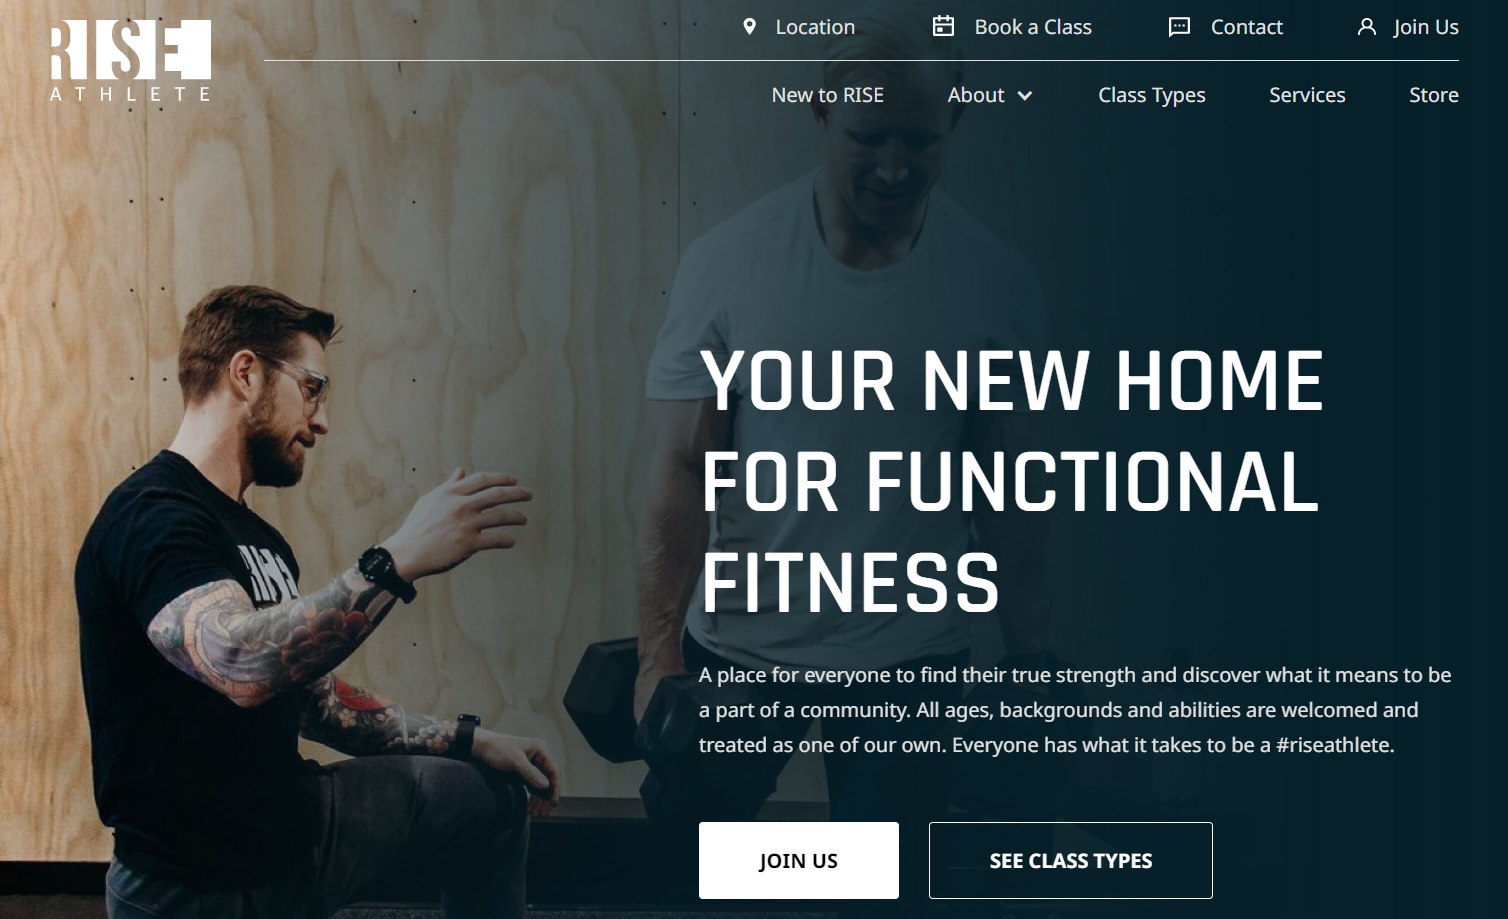 RISE
ATHLETE
Location
Book a Class
Contact
Join Us
New to RISE
About
Class Types
Services
Store
YOUR NEW HOME
FOR FUNCTIONAL
FITNESS
A place for everyone to find their true strength and discover what it means to be
a part of a community. All ages, backgrounds and abilities are welcomed and
treated as one of our own. Everyone has what it takes to be a #riseathlete.
JOIN US
SEE CLASS TYPES